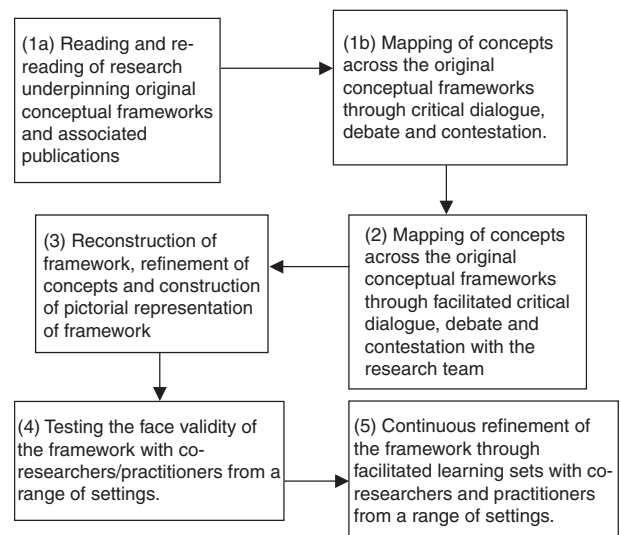 (1a) Reading and re-
reading of research
underpinning original
conceptual frameworks
and associated
publications
(1b) Mapping of concepts
across the original
conceptual frameworks
through critical dialogue,
debate and contestation.
(2) Mapping of concepts
across the original
conceptual frameworks
through facilitated critical
dialogue, debate and
contestation with the
research team
(3) Reconstruction of
framework, refinement of
concepts and construction
of pictorial representation
of framework
(4) Testing the face validity of
the framework with co-
researchers/practitioners from a
range of settings.
(5) Continuous refinement of
the framework through
facilitated learning sets with co-
researchers and practitioners
from a range of settings.